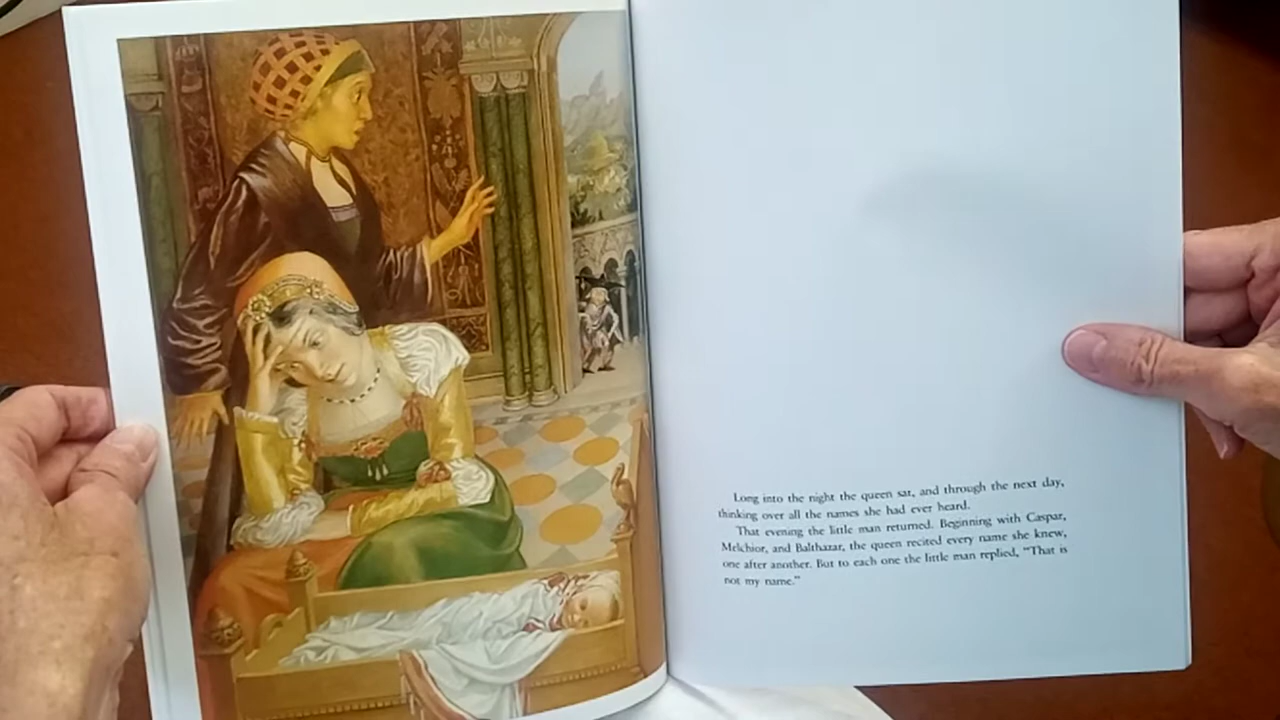 Long into the night the queen sat, and through the next day,
thinking over all the names she had ever heard.
That evening the little man returned. Beginning with Caspar,
Melchior, and Balthazar, the queen recited every name she knew,
one after another. But to each one the little man replied, “That is
not my name.”